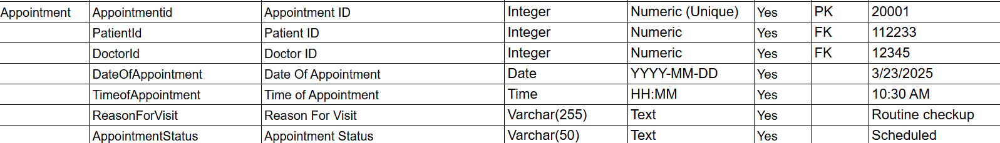 Appointment Appointmentid Appointment ID Integer Numeric (Unique) Yes PK 20001
PatientId Patient ID Integer Numeric Yes FK 112233
DoctorId Doctor ID Integer Numeric Yes FK 12345
DateOfAppointment Date Of Appointment Date YYYY-MM-DD Yes 3/23/2025
TimeofAppointment Time of Appointment Time HH:MM Yes 10:30 AM
ReasonForVisit Reason For Visit Varchar(255) Text Yes Routine checkup
AppointmentStatus Appointment Status Varchar(50) Text Yes Scheduled